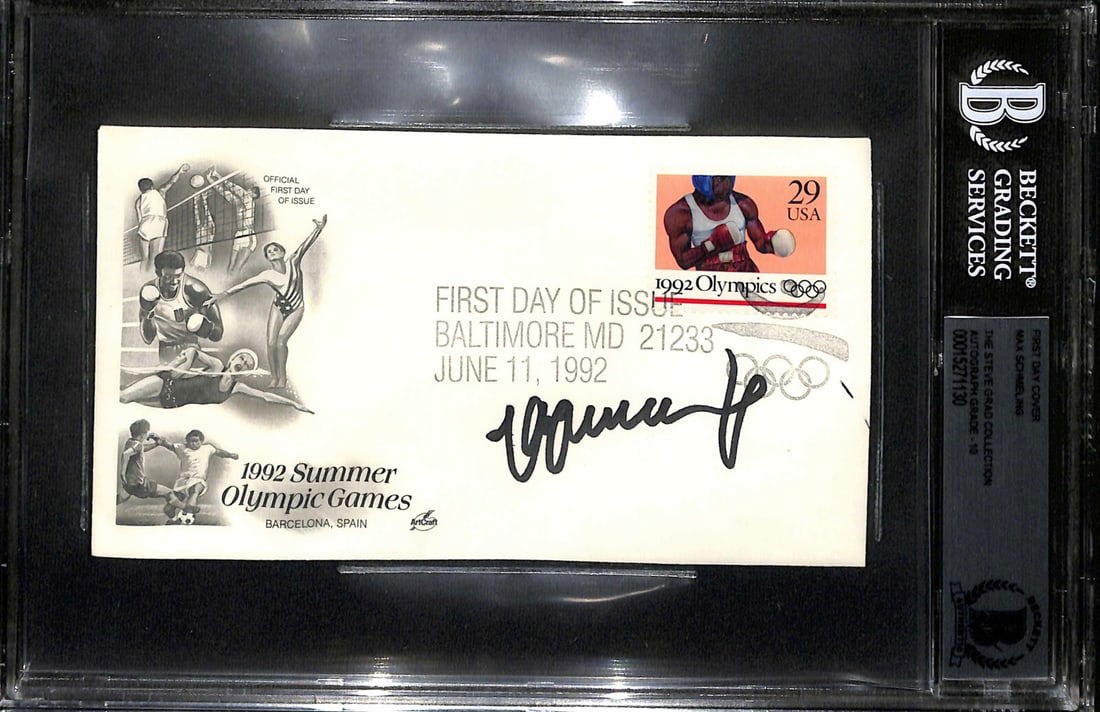 OFFICIAL
FIRST DAY
OF ISSUE
29
USA
1992 Olympics
FIRST DAY OF ISSUE
BALTIMORE MD 21233
JUNE 11, 1992
1992 Summer
Olympic Games
BARCELONA, SPAIN
ArtCraft
B
BECKETT®
GRADING
SERVICES
FIRST DAY COVER
MAX SCHMELING
THE STEVE GRAD COLLECTION
AUTOGRAPH GRADE - 10
00015271130
BECKETT
B